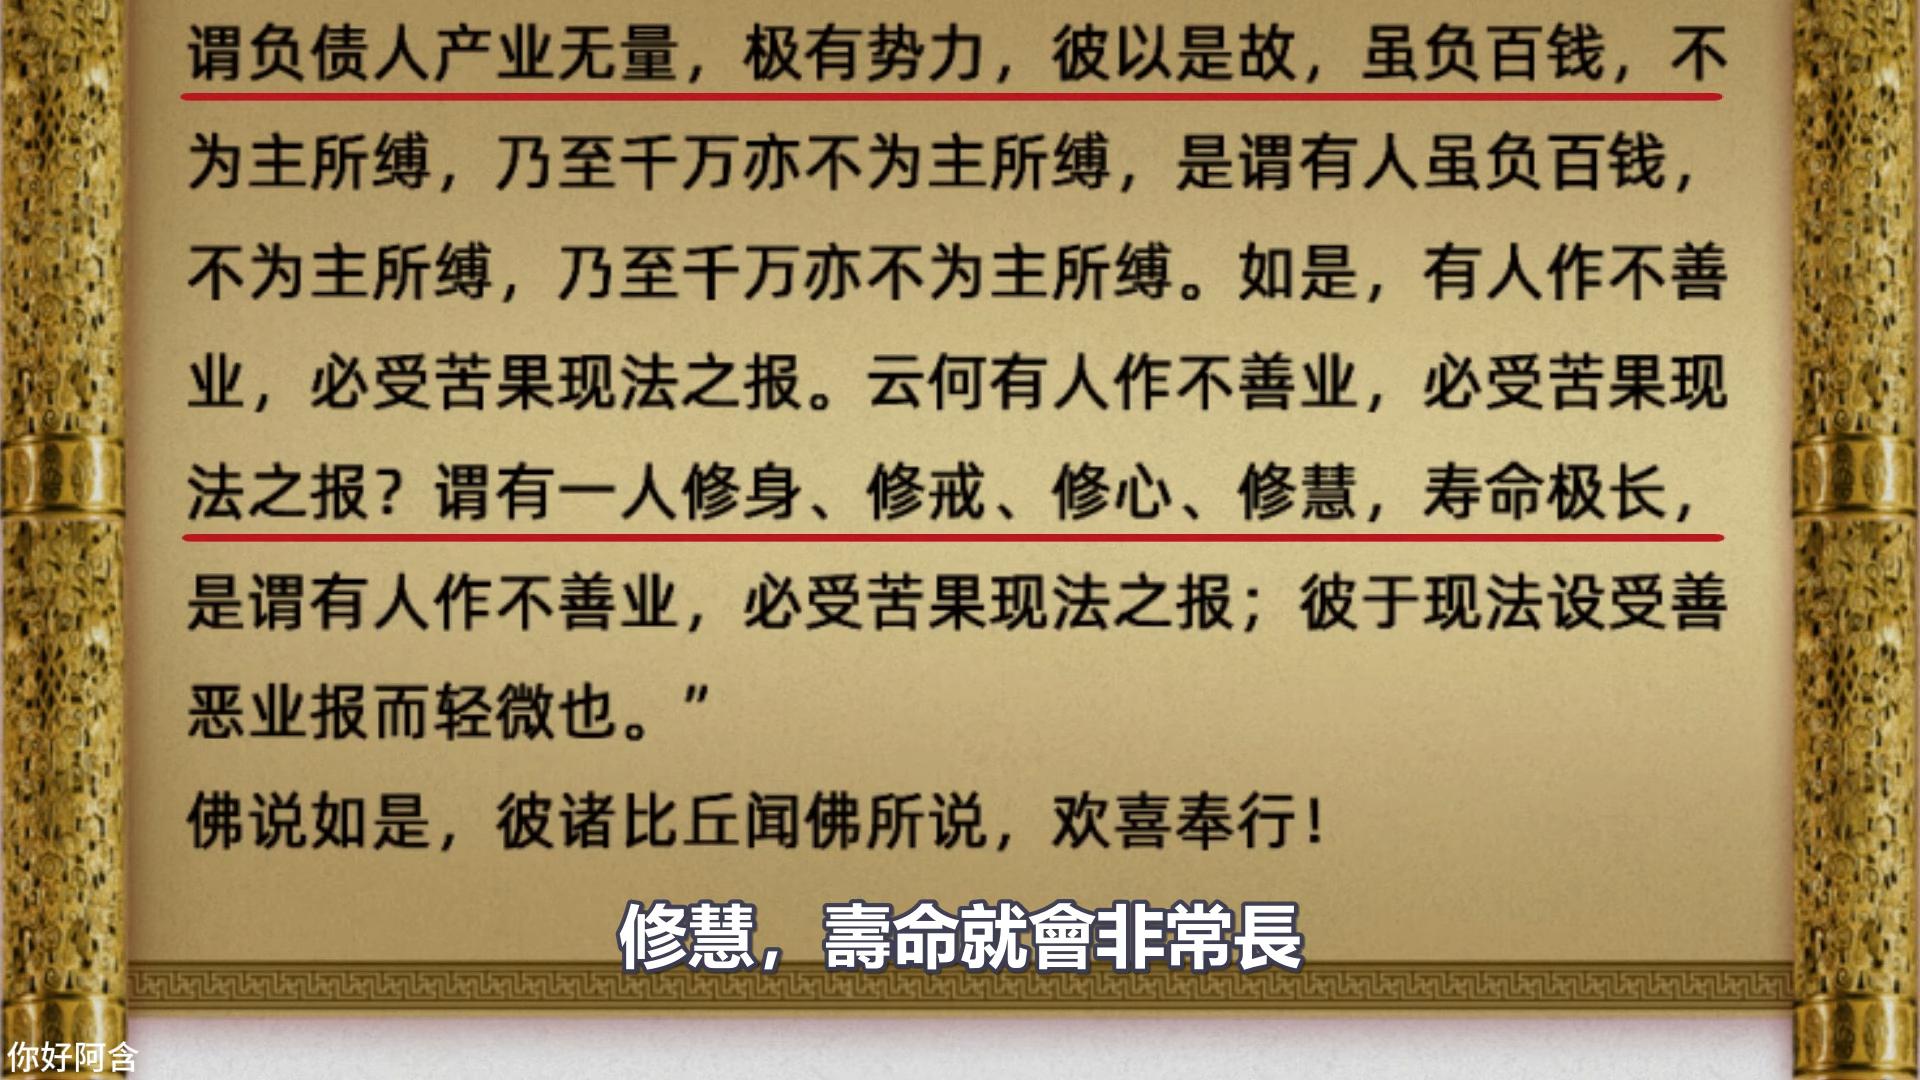 谓负债人产业无量，极有势力，彼以是故，虽负百钱，不
为主所缚，乃至千万亦不为主所缚，是谓有人虽负百钱，
不为主所缚，乃至千万亦不为主所缚。如是，有人作不善
业，必受苦果现法之报。云何有人作不善业，必受苦果现
法之报？谓有一人修身、修戒、修心、修慧，寿命极长，
是谓有人作不善业，必受苦果现法之报；彼于现法设受善
恶业报而轻微也。”
佛说如是，彼诸比丘闻佛所说，欢喜奉行！
修慧，壽命就會非常長
你好阿含